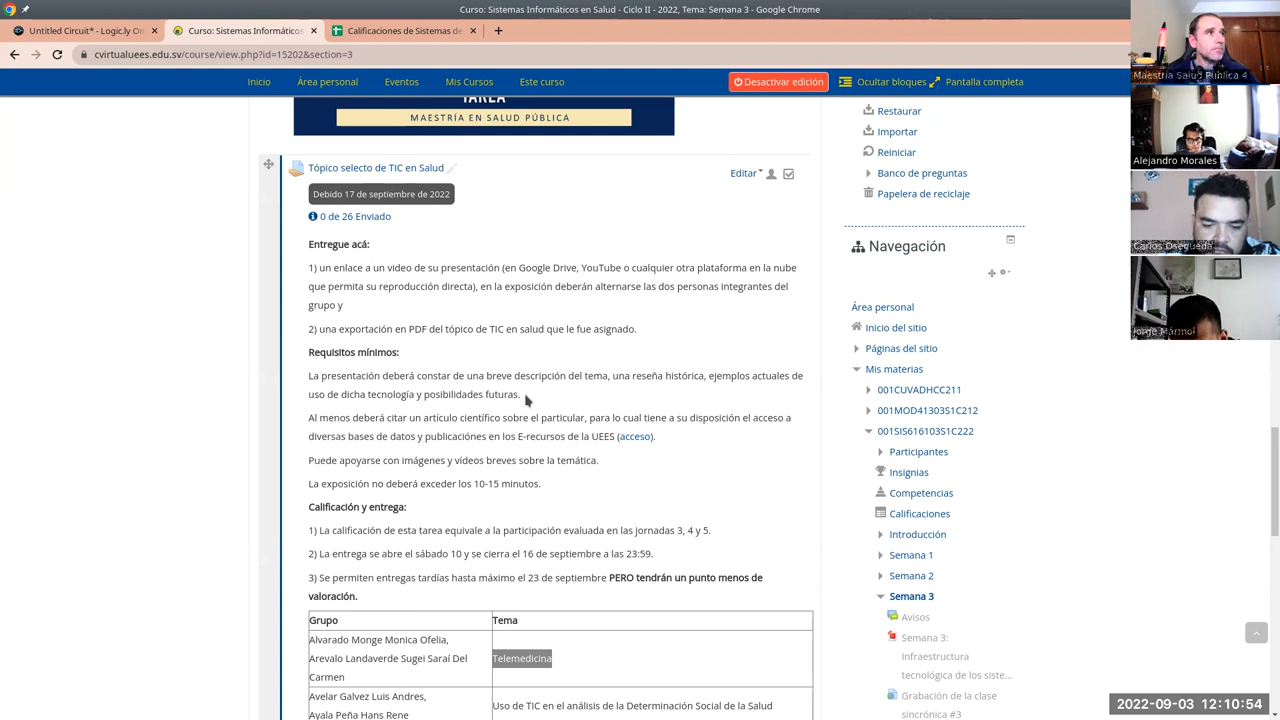 Curso: Sistemas Informáticos en Salud - Ciclo II - 2022, Tema: Semana 3 - Google Chrome
Untitled Circuit* - Logic.ly On
Curso: Sistemas Informáticos
Calificaciones de Sistemas de
cvirtualuees.edu.sv/course/view.php?id=15202&section=3
Inicio
Área personal
Eventos
Mis Cursos
Este curso
Desactivar edición
Ocultar bloques
Pantalla completa
TAREA
MAESTRÍA EN SALUD PÚBLICA
Tópico selecto de TIC en Salud
Editar
Debido 17 de septiembre de 2022
0 de 26 Enviado
Entregue acá:
1) un enlace a un video de su presentación (en Google Drive, YouTube o cualquier otra plataforma en la nube
que permita su reproducción directa), en la exposición deberán alternarse las dos personas integrantes del
grupo y
2) una exportación en PDF del tópico de TIC en salud que le fue asignado.
Requisitos mínimos:
La presentación deberá constar de una breve descripción del tema, una reseña histórica, ejemplos actuales de
uso de dicha tecnología y posibilidades futuras.
Al menos deberá citar un artículo científico sobre el particular, para lo cual tiene a su disposición el acceso a
diversas bases de datos y publicaciónes en los E-recursos de la UEES (acceso).
Puede apoyarse con imágenes y vídeos breves sobre la temática.
La exposición no deberá exceder los 10-15 minutos.
Calificación y entrega:
1) La calificación de esta tarea equivale a la participación evaluada en las jornadas 3, 4 y 5.
2) La entrega se abre el sábado 10 y se cierra el 16 de septiembre a las 23:59.
3) Se permiten entregas tardías hasta máximo el 23 de septiembre PERO tendrán un punto menos de
valoración.
Grupo
Tema
Alvarado Monge Monica Ofelia,
Arevalo Landaverde Sugei Saraí Del
Carmen
Telemedicina
Avelar Galvez Luis Andres,
Ayala Peña Hans Rene
Uso de TIC en el análisis de la Determinación Social de la Salud
Restaurar
Importar
Reiniciar
Banco de preguntas
Papelera de reciclaje
Navegación
Área personal
Inicio del sitio
Páginas del sitio
Mis materias
001CUVADHCC211
001MOD41303S1C212
001SIS616103S1C222
Participantes
Insignias
Competencias
Calificaciones
Introducción
Semana 1
Semana 2
Semana 3
Avisos
Semana 3:
Infraestructura
tecnológica de los siste...
Grabación de la clase
sincrónica #3
Maestría Salud Pública 4
Alejandro Morales
Carlos Osegueda
Jorge Mármol
2022-09-03 12:10:54